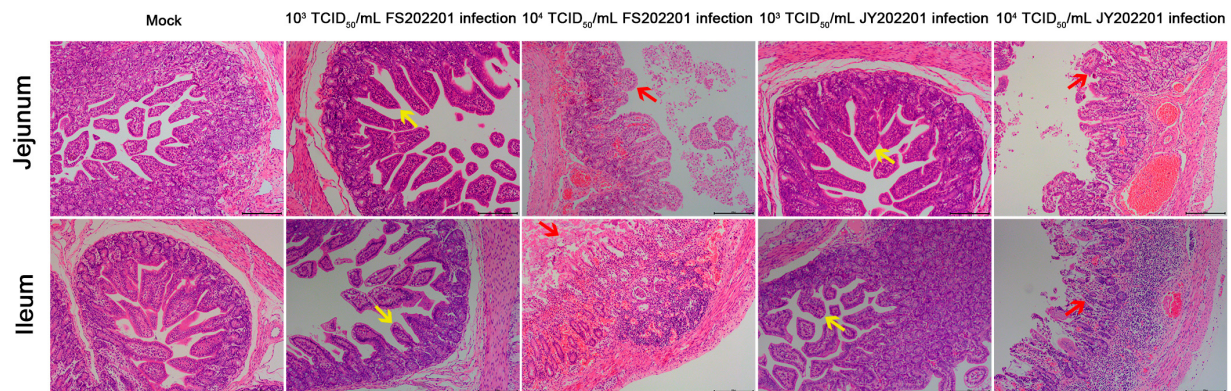 Mock
10³ TCID₅₀/mL FS202201 infection
10⁴ TCID₅₀/mL FS202201 infection
10³ TCID₅₀/mL JY202201 infection
10⁴ TCID₅₀/mL JY202201 infection
Jejunum
Ileum